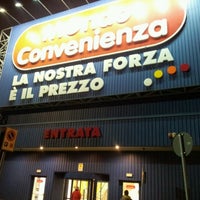 mondo
Convenienza
LA NOSTRA FORZA
È IL PREZZO
ENTRATA